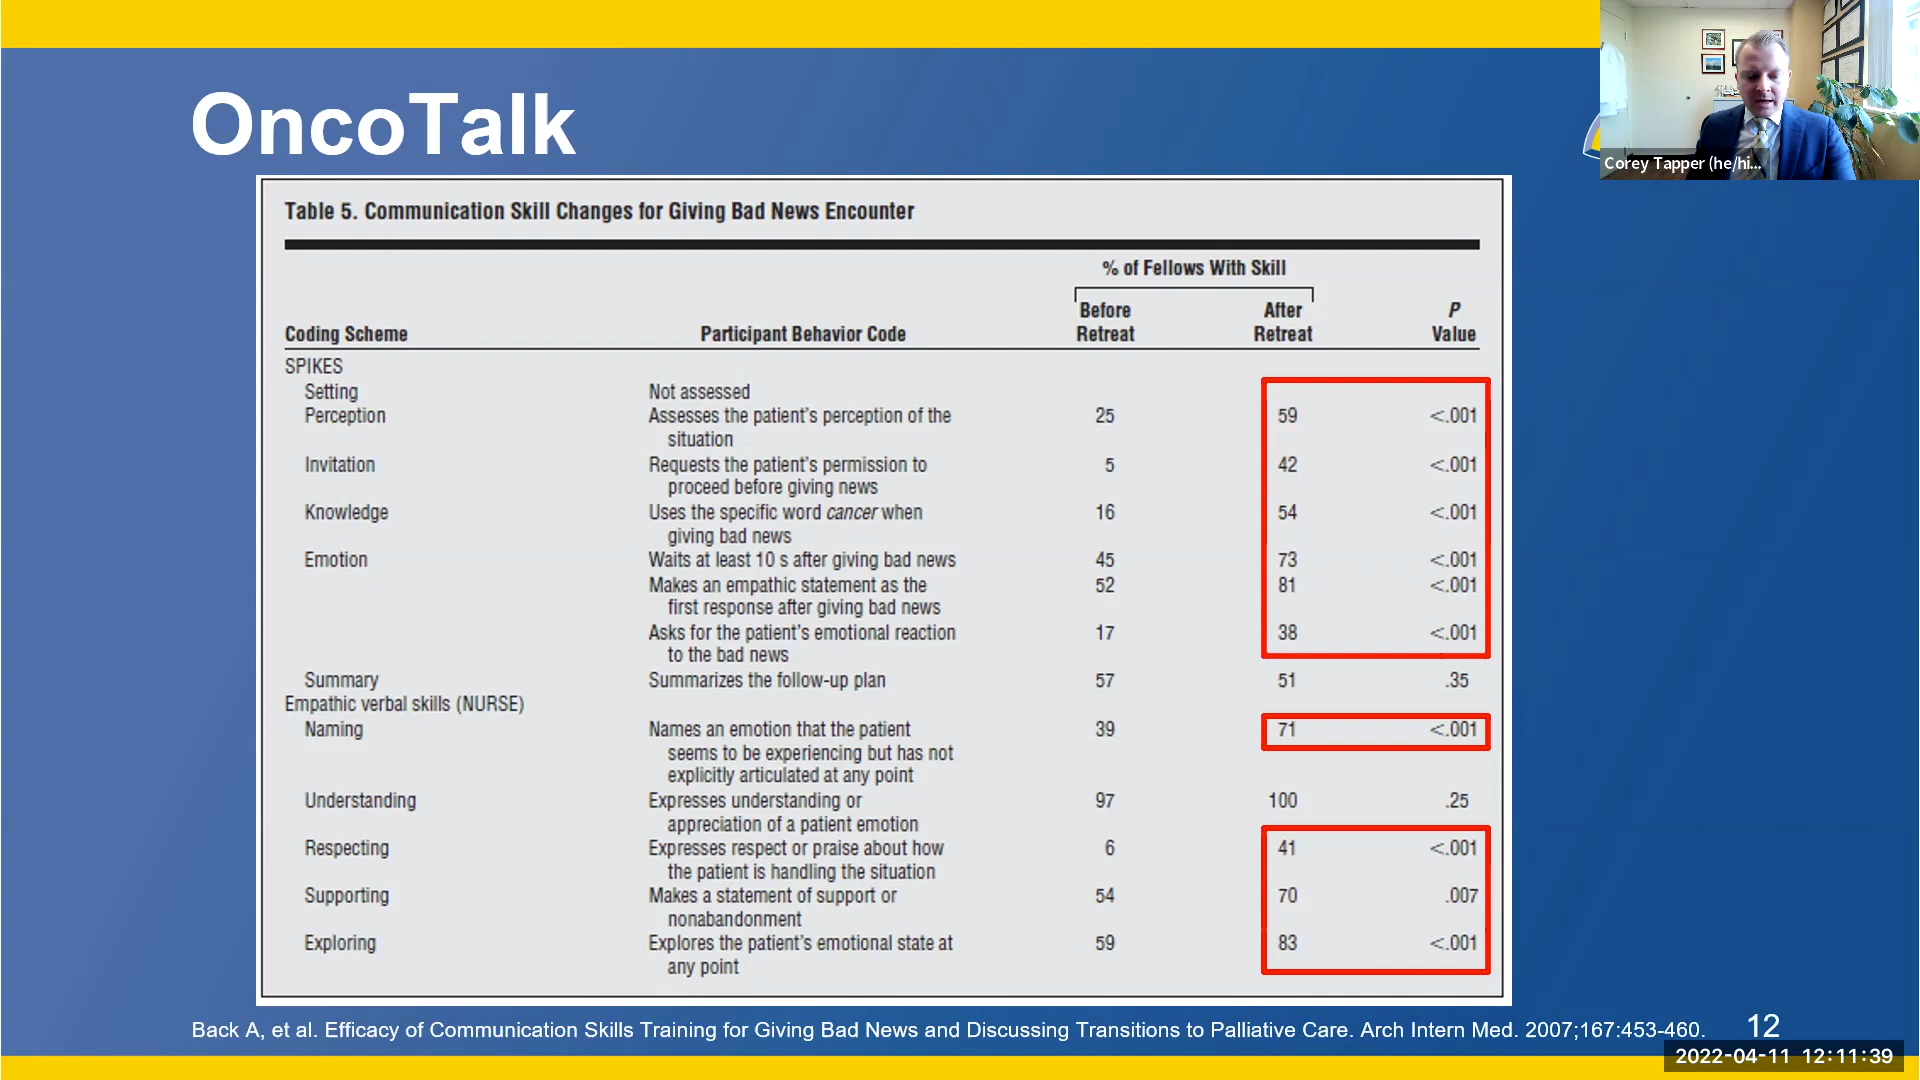 OncoTalk
Corey Tapper (he/hi...
Table 5. Communication Skill Changes for Giving Bad News Encounter
% of Fellows With Skill
Coding Scheme Participant Behavior Code Before Retreat After Retreat P Value
SPIKES
Setting Not assessed
Perception Assesses the patient's perception of the 25 59 <.001
situation
Invitation Requests the patient's permission to 5 42 <.001
proceed before giving news
Knowledge Uses the specific word cancer when 16 54 <.001
giving bad news
Emotion Waits at least 10 s after giving bad news 45 73 <.001
Makes an empathic statement as the 52 81 <.001
first response after giving bad news
Asks for the patient's emotional reaction 17 38 <.001
to the bad news
Summary Summarizes the follow-up plan 57 51 .35
Empathic verbal skills (NURSE)
Naming Names an emotion that the patient 39 71 <.001
seems to be experiencing but has not
explicitly articulated at any point
Understanding Expresses understanding or 97 100 .25
appreciation of a patient emotion
Respecting Expresses respect or praise about how 6 41 <.001
the patient is handling the situation
Supporting Makes a statement of support or 54 70 .007
nonabandonment
Exploring Explores the patient's emotional state at 59 83 <.001
any point
Back A, et al. Efficacy of Communication Skills Training for Giving Bad News and Discussing Transitions to Palliative Care. Arch Intern Med. 2007;167:453-460. 12
2022-04-11 12:11:39